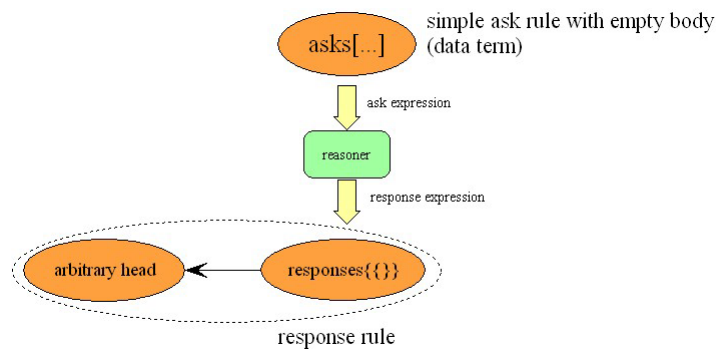 simple ask rule with empty body
asks[...]
(data term)
ask expression
reasoner
response expression
arbitrary head
responses{{}}
response rule